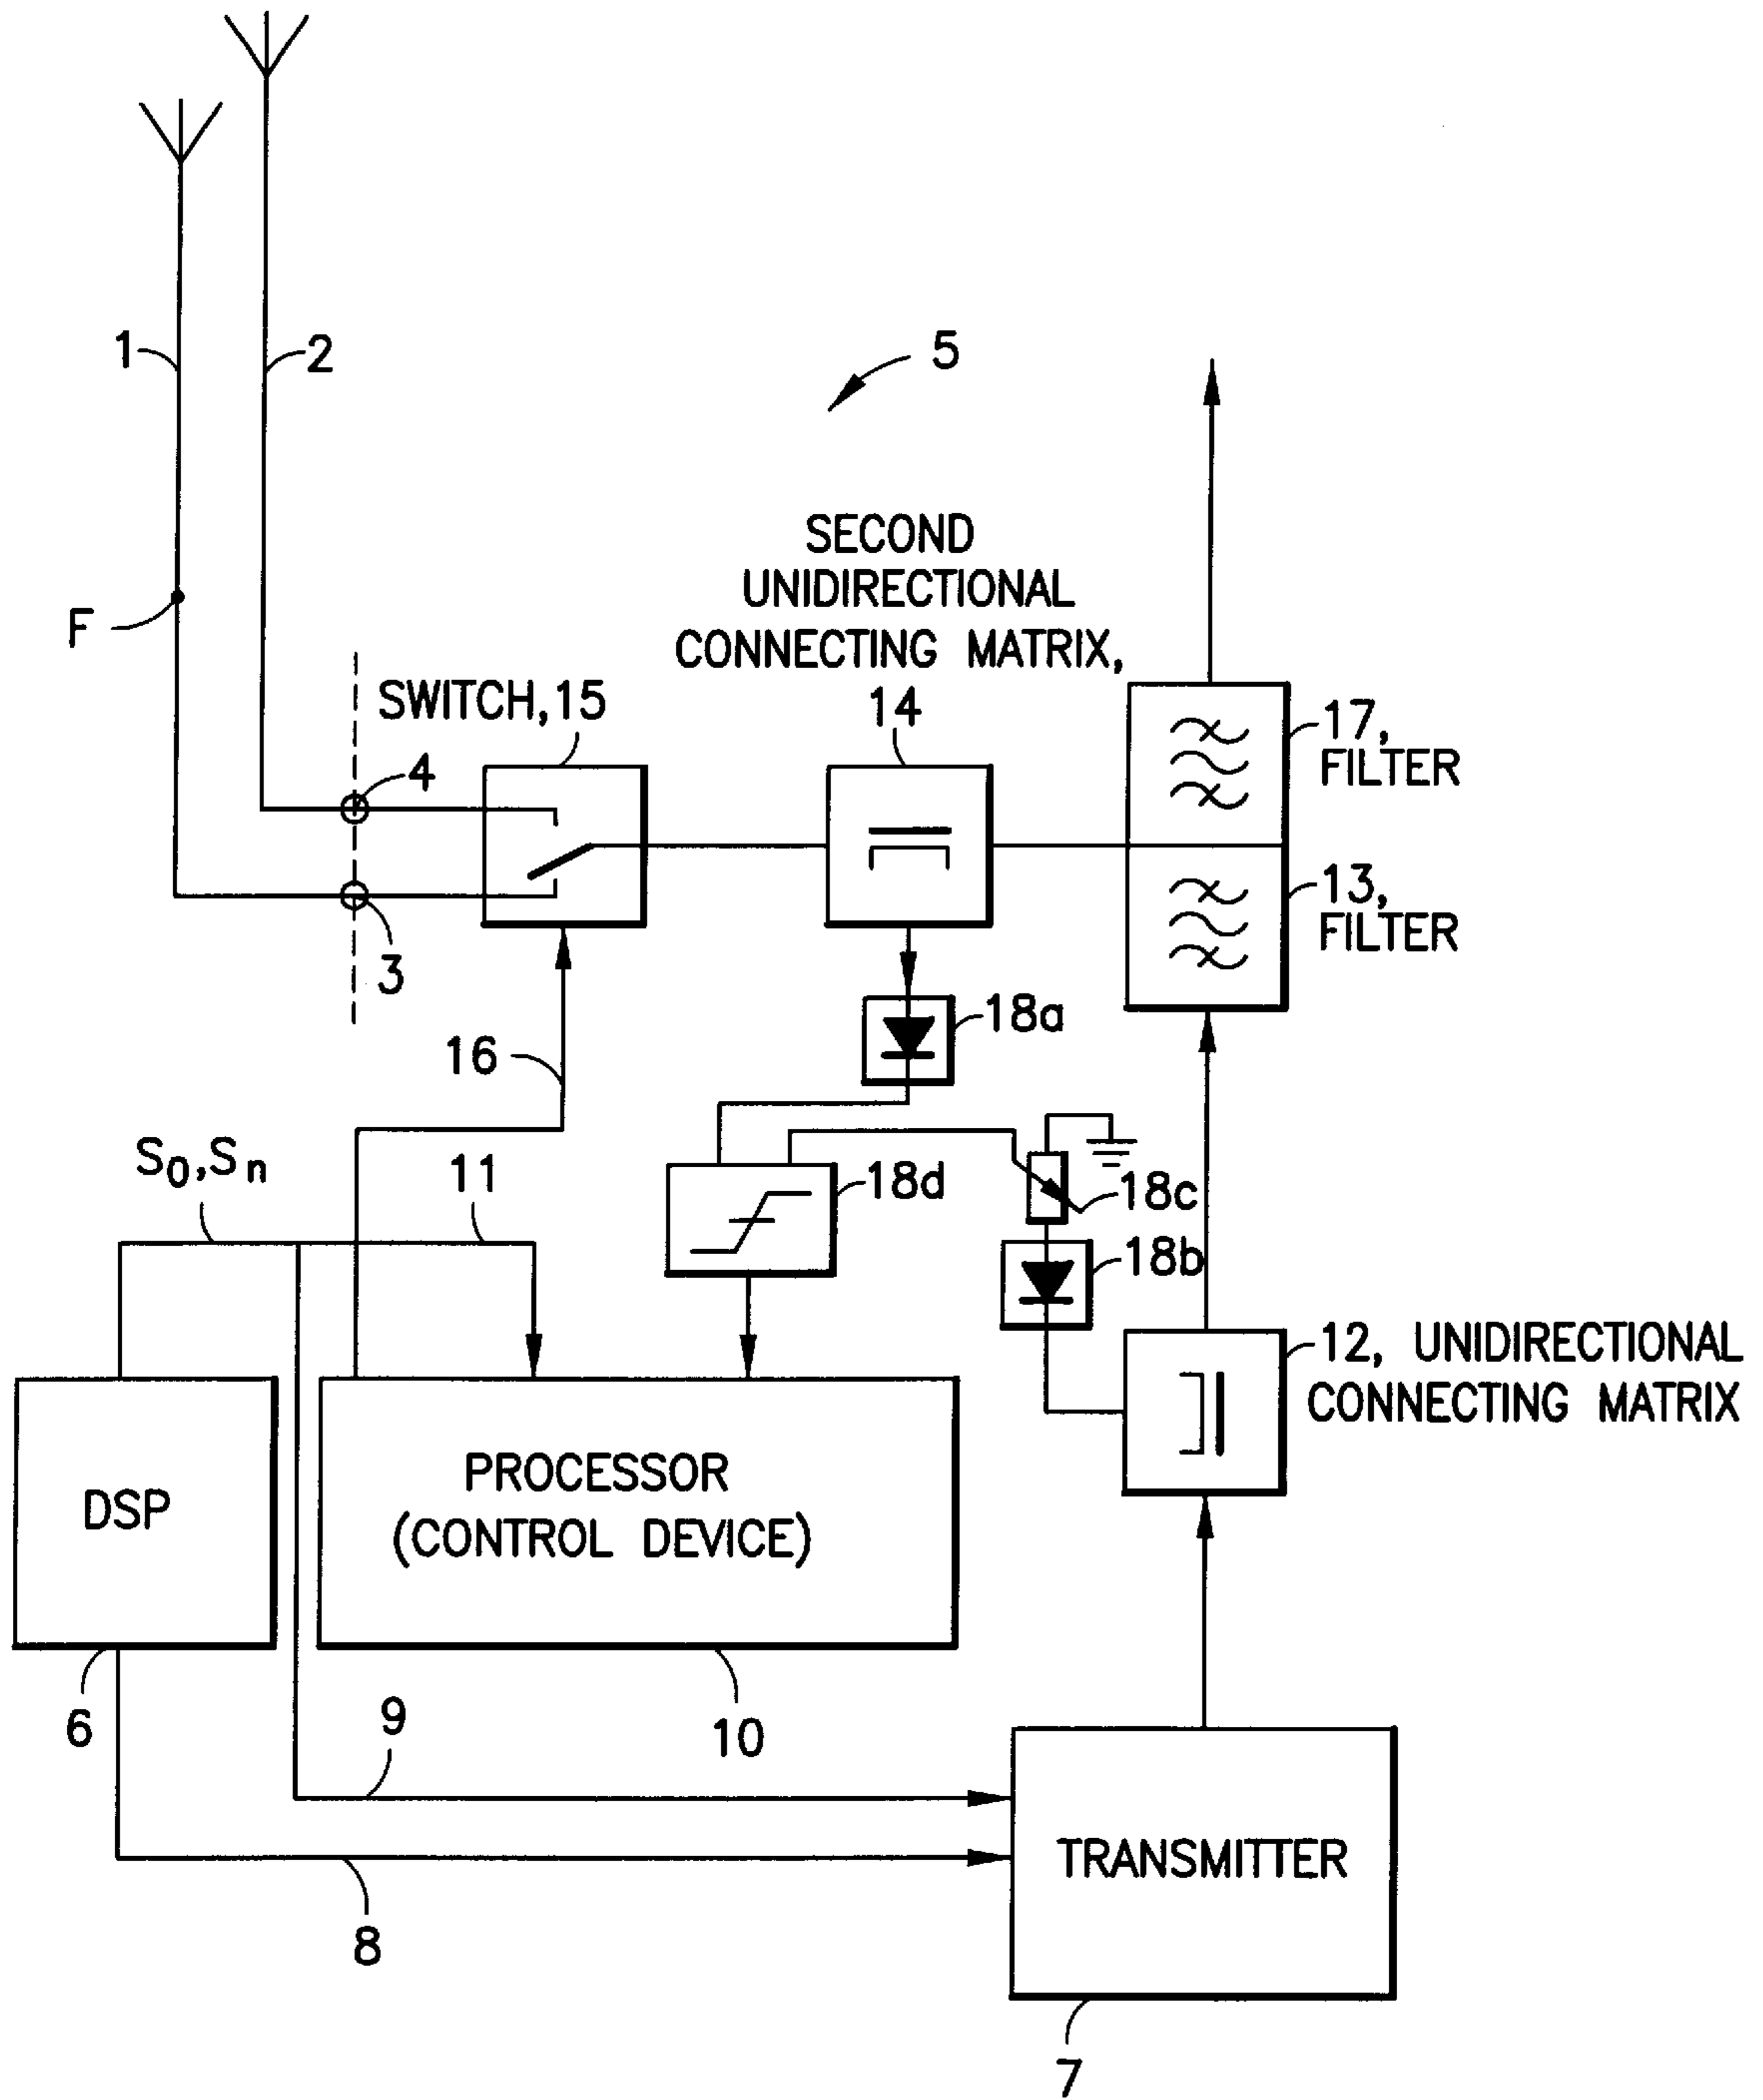 1
2
5
SECOND
UNIDIRECTIONAL
CONNECTING MATRIX,
14
F
SWITCH, 15
4
3
17,
FILTER
13,
FILTER
16
18a
S0,Sn
11
18d
18c
18b
12, UNIDIRECTIONAL
CONNECTING MATRIX
DSP
PROCESSOR
(CONTROL DEVICE)
6
9
10
TRANSMITTER
8
7